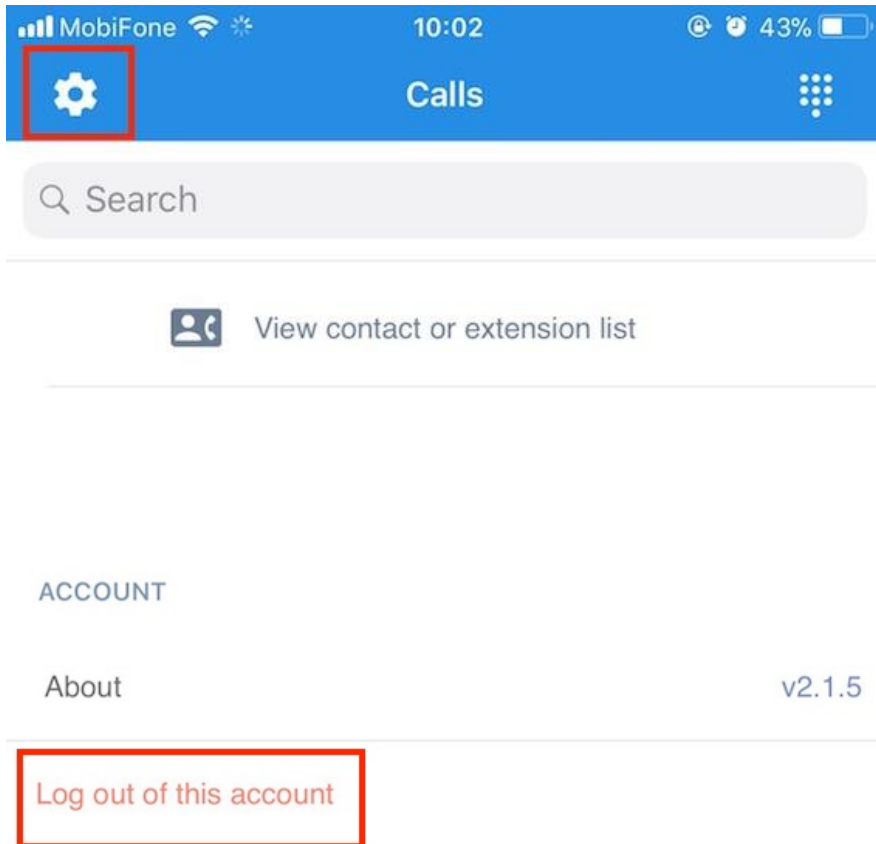 MobiFone 10:02 43%
Calls
Search
View contact or extension list
ACCOUNT
About v2.1.5
Log out of this account